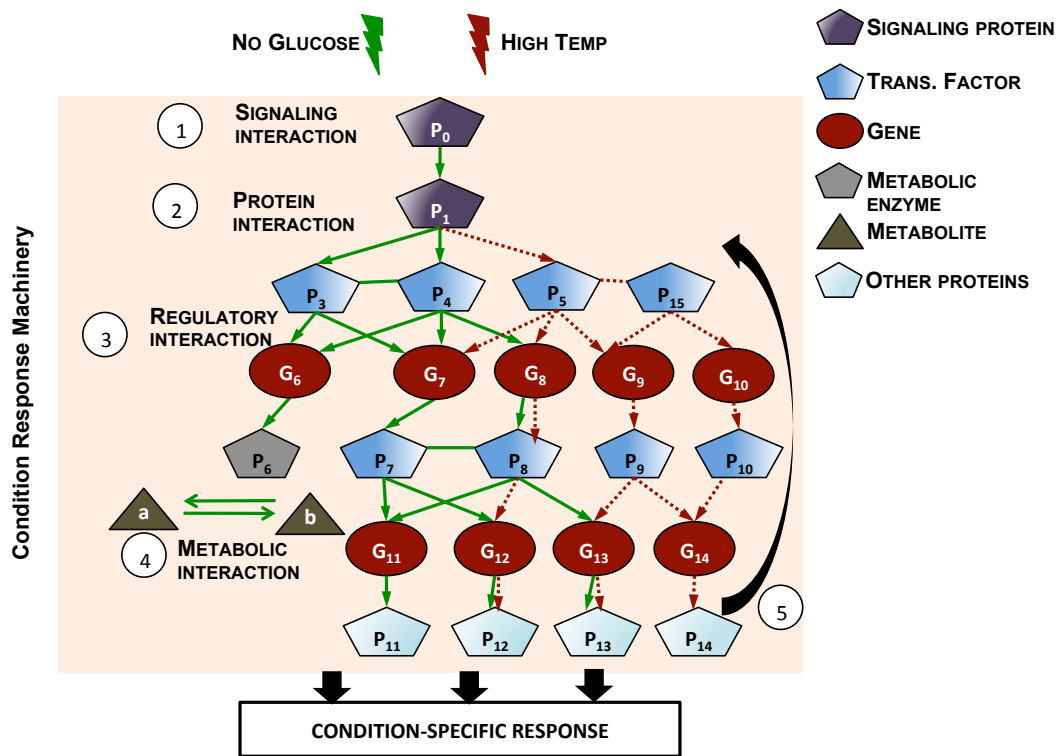 NO GLUCOSE
HIGH TEMP
SIGNALING PROTEIN
TRANS. FACTOR
GENE
METABOLIC
ENZYME
METABOLITE
OTHER PROTEINS
Condition Response Machinery
1
SIGNALING
INTERACTION
P0
2
PROTEIN
INTERACTION
P1
P3
P4
P5
P15
3
REGULATORY
INTERACTION
G6
G7
G8
G9
G10
P6
P7
P8
P9
P10
a
b
4
METABOLIC
INTERACTION
G11
G12
G13
G14
5
P11
P12
P13
P14
CONDITION-SPECIFIC RESPONSE